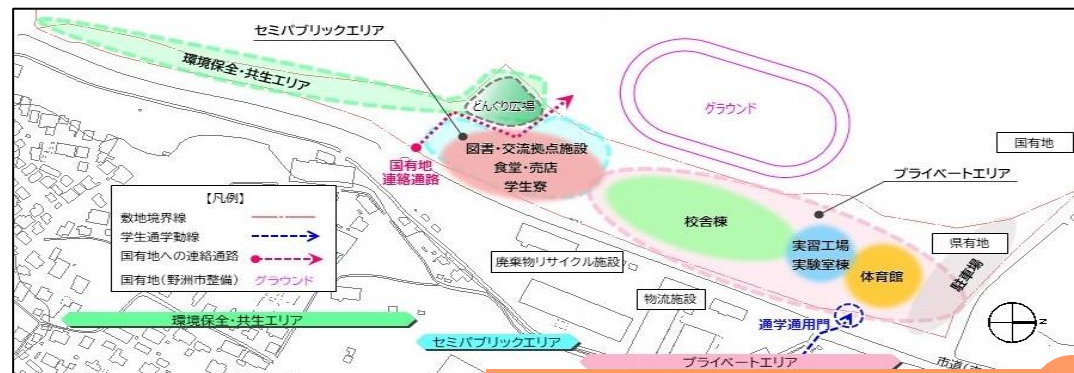 セミパブリックエリア
環境保全・共生エリア
どんぐり広場
グラウンド
国有地
国有地
連絡通路
図書・交流拠点施設
食堂・売店
学生寮
プライベートエリア
【凡例】
敷地境界線
学生通学動線
国有地への連絡通路
国有地(野洲市整備) グラウンド
校舎棟
実習工場
実験室棟
体育館
県有地
駐車場
廃棄物リサイクル施設
物流施設
通学通用門
N
環境保全・共生エリア
セミパブリックエリア
プライベートエリア
市道